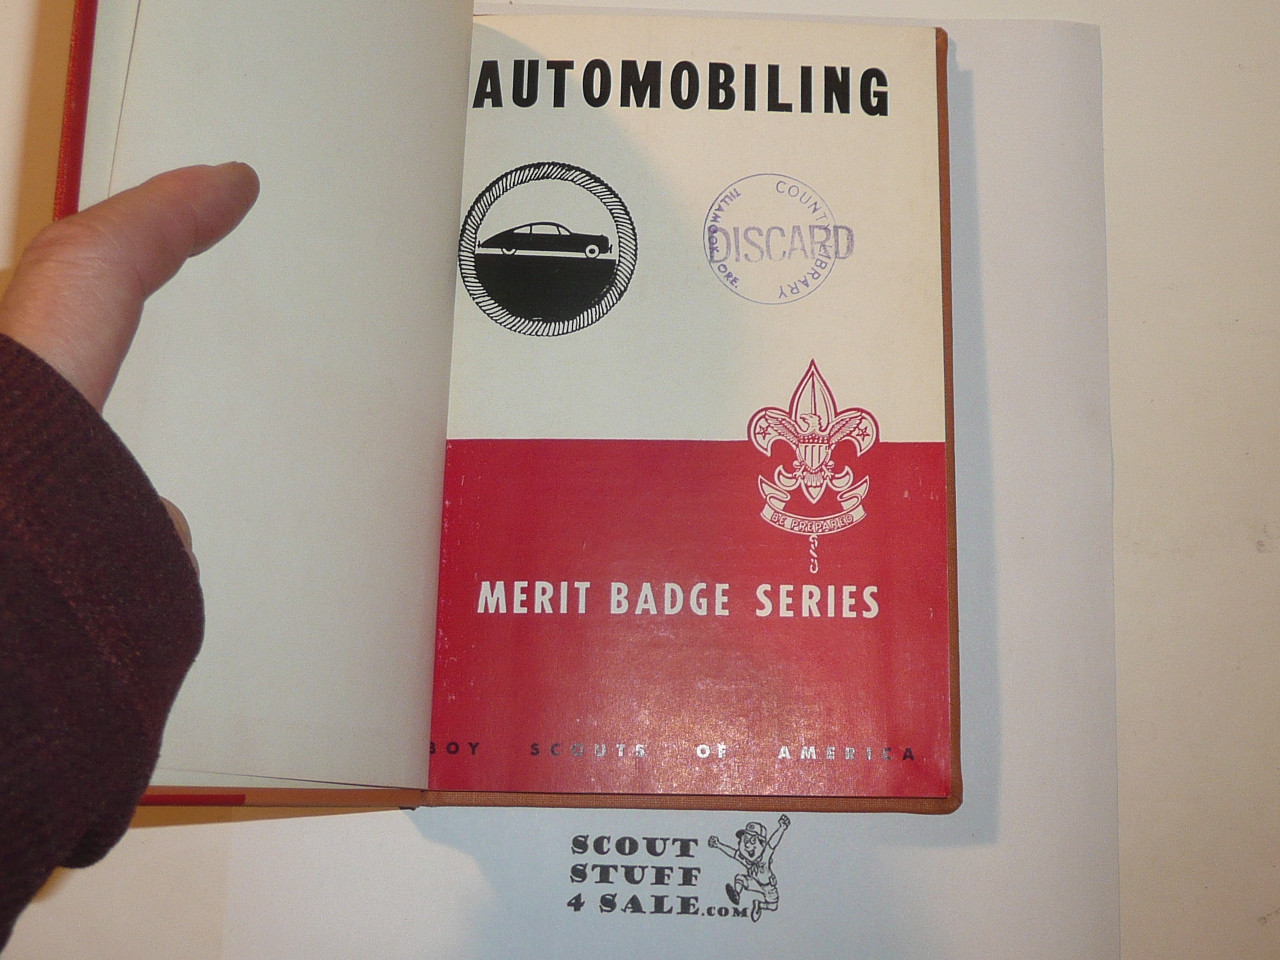 AUTOMOBILING
TILLAMOOK, ORE.
COUNTY LIBRARY
DISCARD
BE PREPARED
MERIT BADGE SERIES
BOY SCOUTS OF AMERICA
SCOUT
STUFF
4 SALE.COM